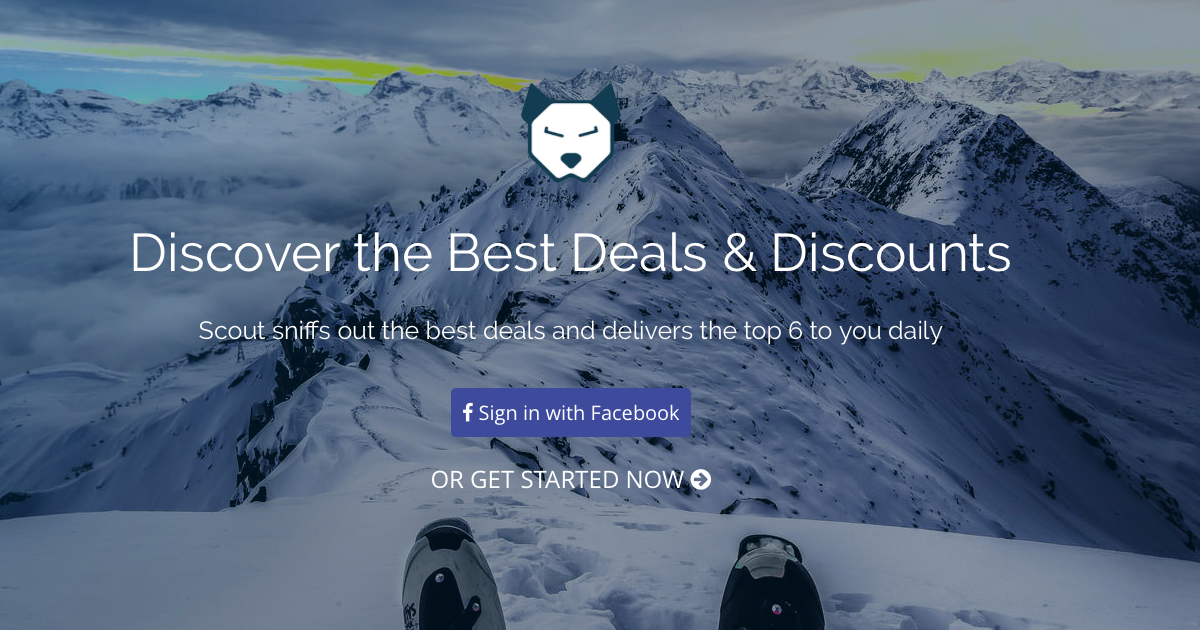 Discover the Best Deals & Discounts
Scout sniffs out the best deals and delivers the top 6 to you daily
Sign in with Facebook
OR GET STARTED NOW